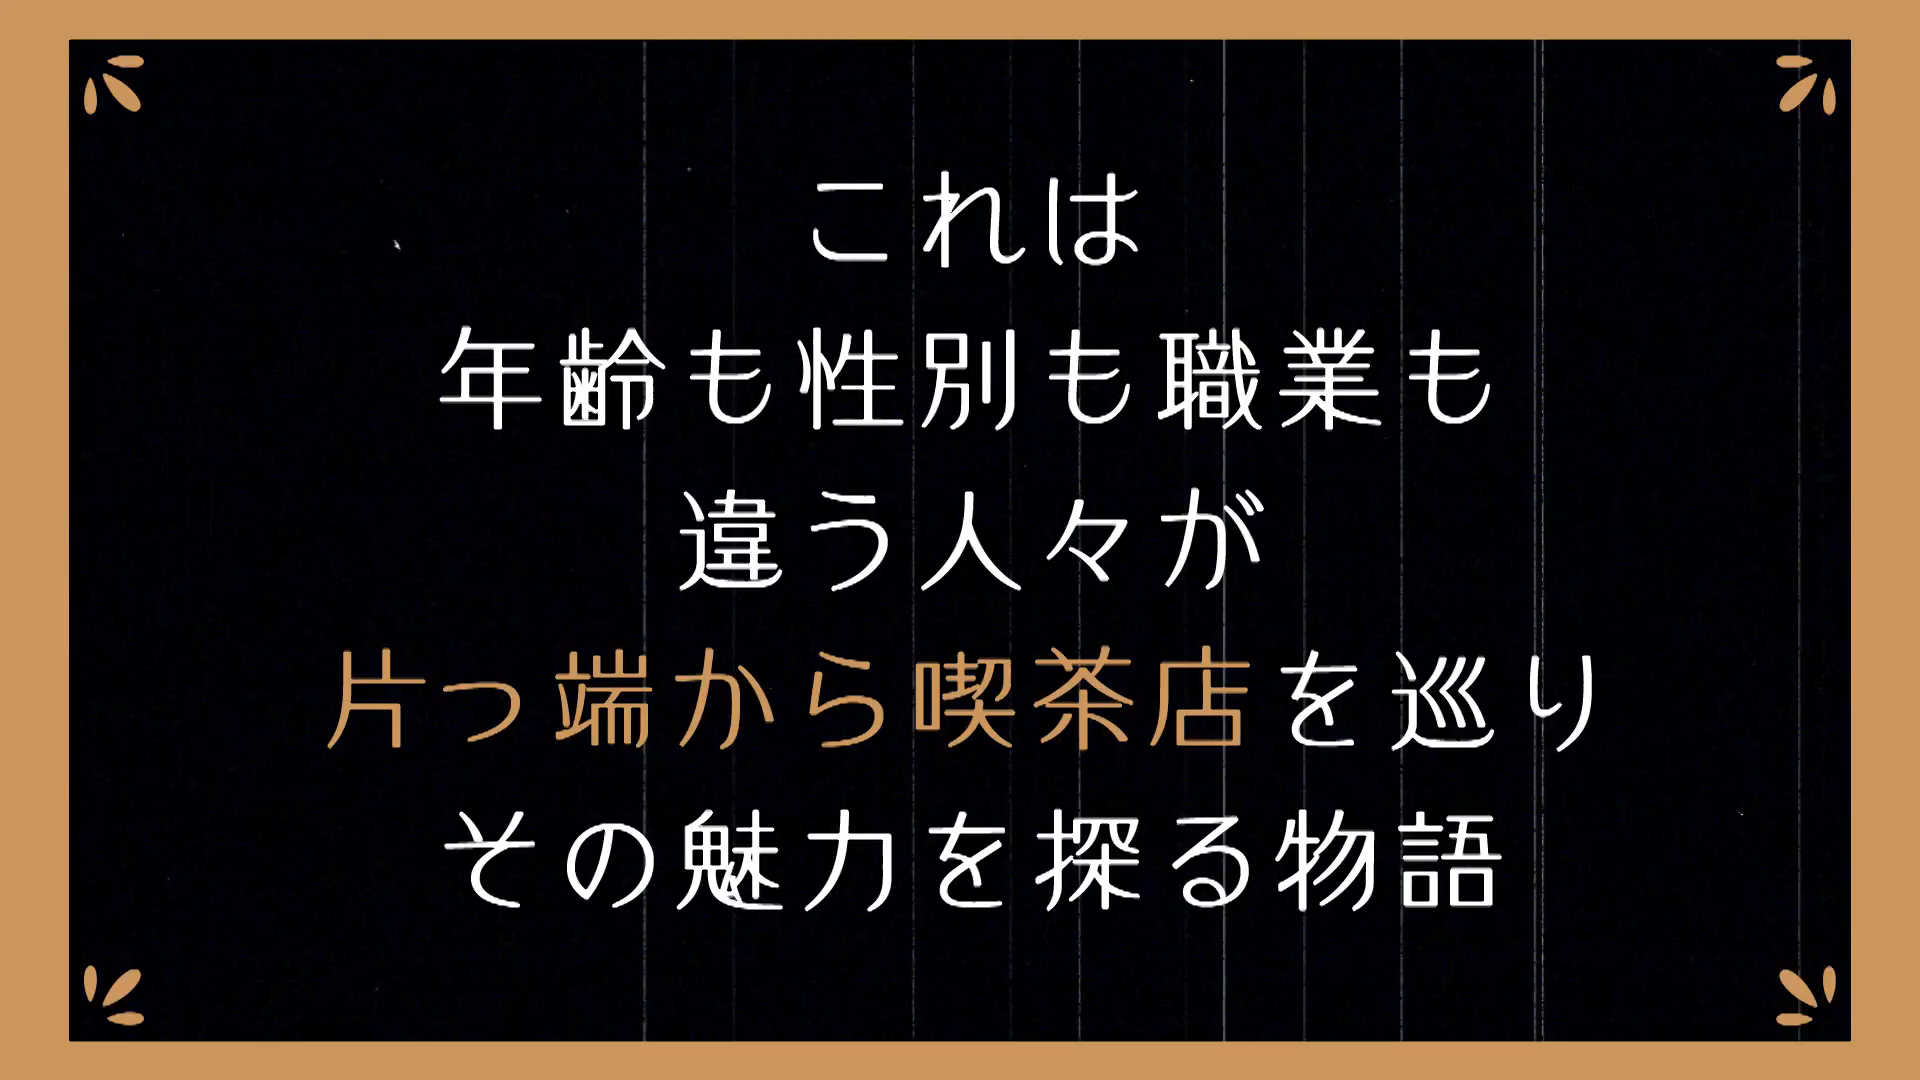 これは
年齢も性別も職業も
違う人々が
片っ端から喫茶店を巡り
その魅力を探る物語